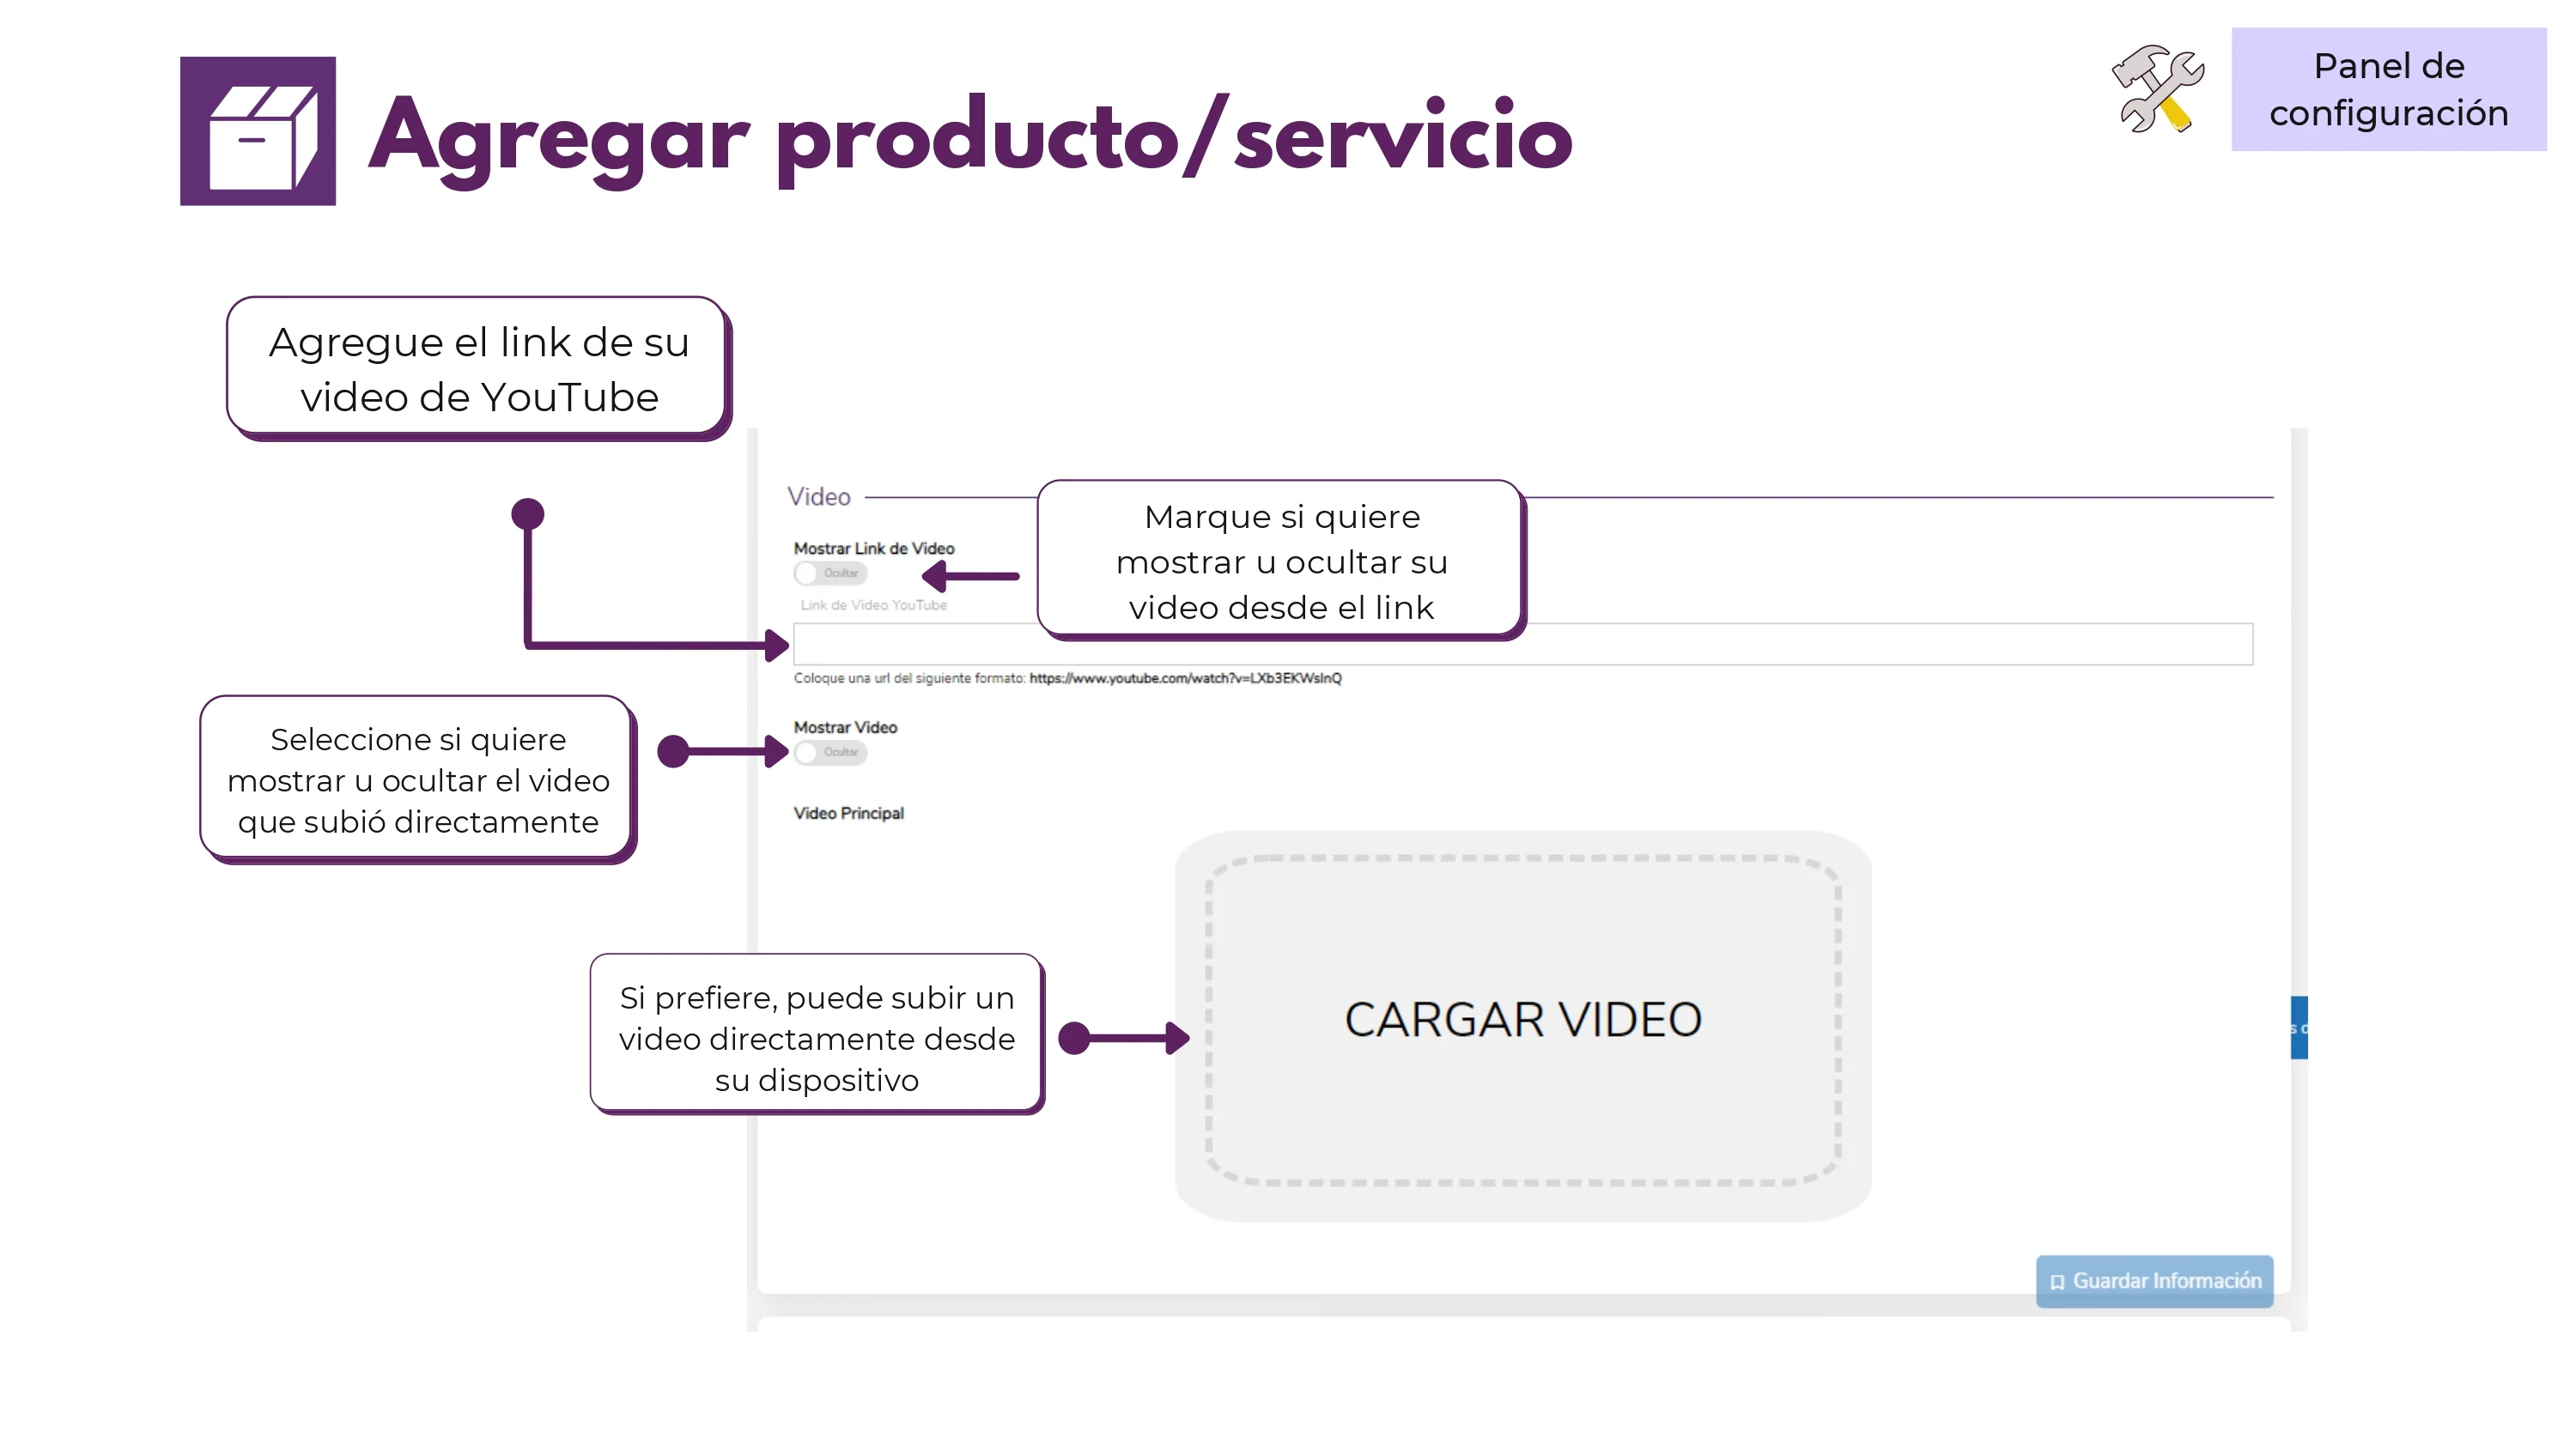 Agregar producto/servicio
Panel de
configuración
Agregue el link de su
video de YouTube
Video
Marque si quiere
mostrar u ocultar su
video desde el link
Mostrar Link de Video
Ocultar
Link de Video YouTube
Coloque una url del siguiente formato: https://www.youtube.com/watch?v=LXb3EKWsInQ
Seleccione si quiere
mostrar u ocultar el video
que subió directamente
Mostrar Video
Ocultar
Video Principal
Si prefiere, puede subir un
video directamente desde
su dispositivo
CARGAR VIDEO
Guardar Información